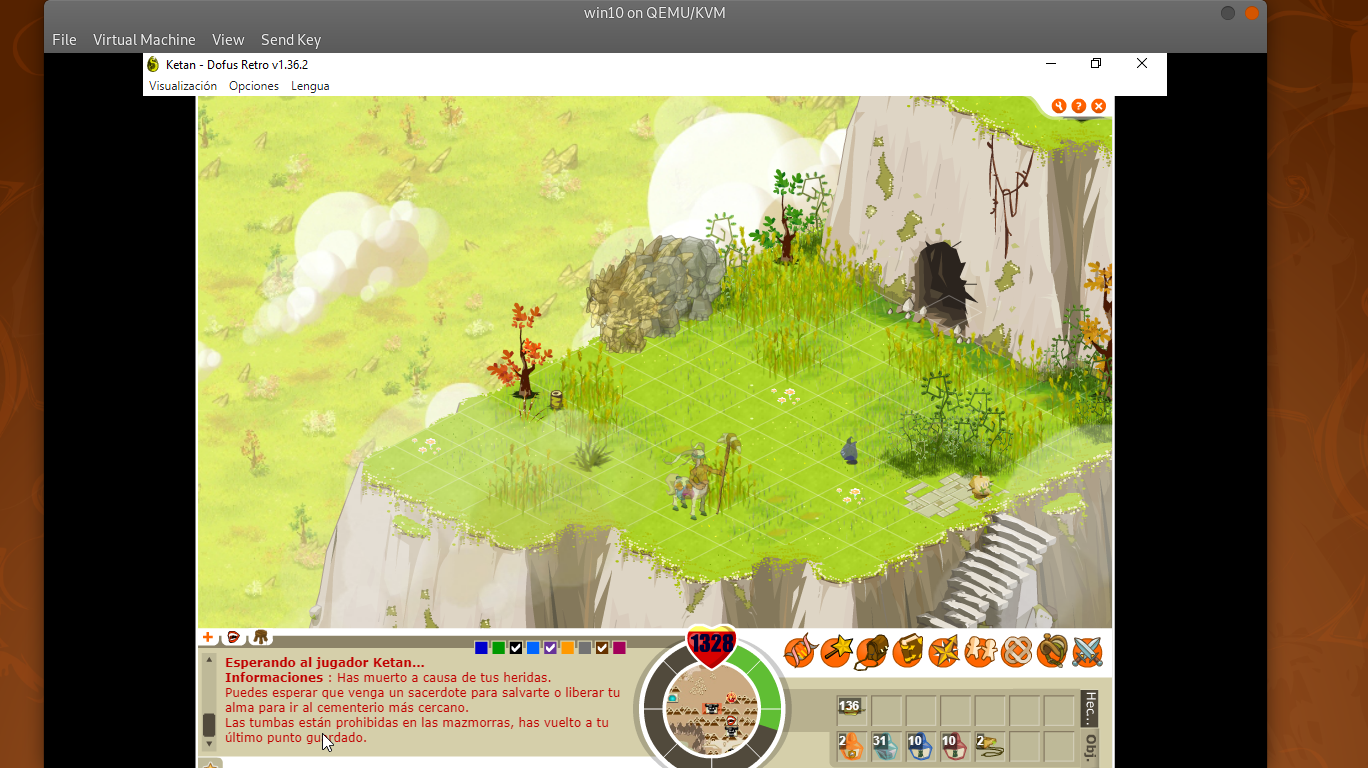 win10 on QEMU/KVM
File Virtual Machine View Send Key
Ketan - Dofus Retro v1.36.2
Visualización Opciones Lengua
1328
Esperando al jugador Ketan...
Informaciones : Has muerto a causa de tus heridas.
Puedes esperar que venga un sacerdote para salvarte o liberar tu
alma para ir al cementerio más cercano.
Las tumbas están prohibidas en las mazmorras, has vuelto a tu
último punto guardado.
136
Hec...
2 31 10 10 2
Obj.